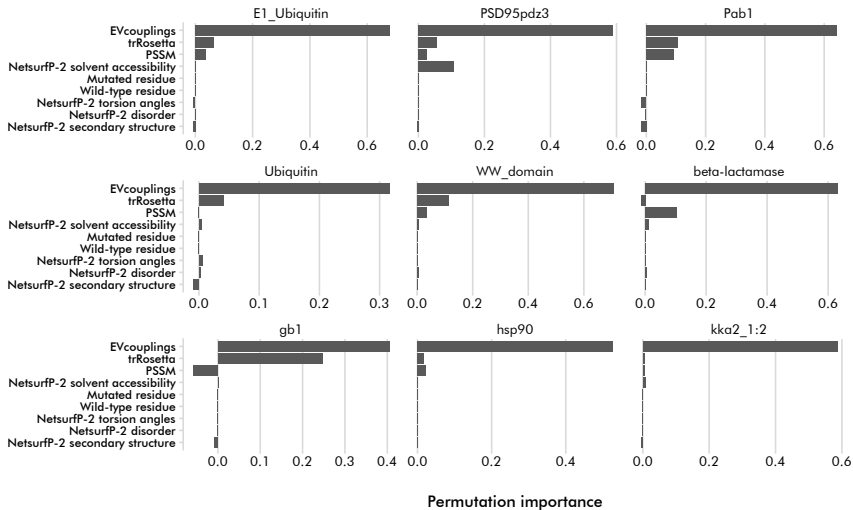 E1_Ubiquitin PSD95pdz3 Pab1
EVcouplings
trRosetta
PSSM
NetsurfP-2 solvent accessibility
Mutated residue
Wild-type residue
NetsurfP-2 torsion angles
NetsurfP-2 disorder
NetsurfP-2 secondary structure
0.0 0.2 0.4 0.6 0.0 0.2 0.4 0.6 0.0 0.2 0.4 0.6
Ubiquitin WW_domain beta-lactamase
EVcouplings
trRosetta
PSSM
NetsurfP-2 solvent accessibility
Mutated residue
Wild-type residue
NetsurfP-2 torsion angles
NetsurfP-2 disorder
NetsurfP-2 secondary structure
0.0 0.1 0.2 0.3 0.0 0.2 0.4 0.6 0.0 0.2 0.4 0.6
gb1 hsp90 kka2_1:2
EVcouplings
trRosetta
PSSM
NetsurfP-2 solvent accessibility
Mutated residue
Wild-type residue
NetsurfP-2 torsion angles
NetsurfP-2 disorder
NetsurfP-2 secondary structure
0.0 0.1 0.2 0.3 0.4 0.0 0.2 0.4 0.0 0.2 0.4 0.6
Permutation importance